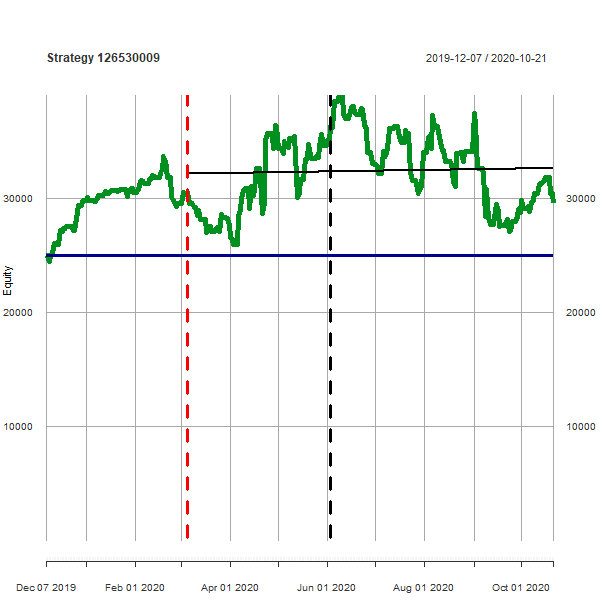 Strategy 126530009
2019-12-07 / 2020-10-21
30000
30000
Equity
20000
20000
10000
10000
Dec 07 2019
Feb 01 2020
Apr 01 2020
Jun 01 2020
Aug 01 2020
Oct 01 2020